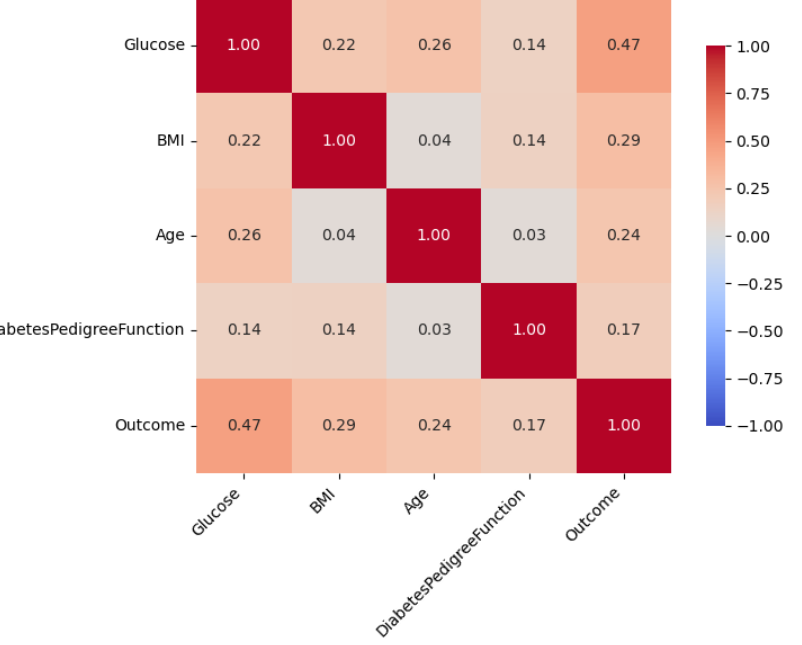 Glucose 1.00 0.22 0.26 0.14 0.47
BMI 0.22 1.00 0.04 0.14 0.29
Age 0.26 0.04 1.00 0.03 0.24
abetesPedigreeFunction 0.14 0.14 0.03 1.00 0.17
Outcome 0.47 0.29 0.24 0.17 1.00
Glucose
BMI
Age
DiabetesPedigreeFunction
Outcome
1.00
0.75
0.50
0.25
0.00
−0.25
−0.50
−0.75
−1.00